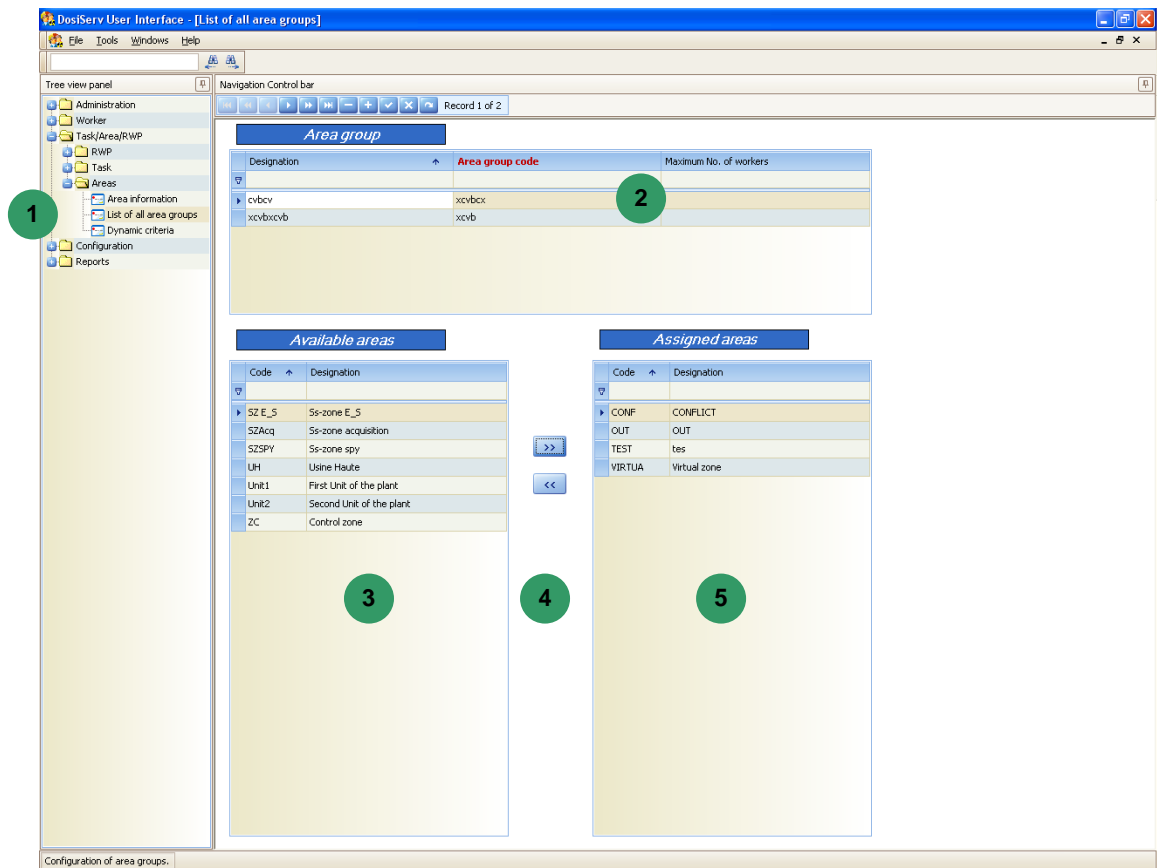 DosiServ User Interface - [List of all area groups]
File Tools Windows Help
Tree view panel
Navigation Control bar
Administration
Worker
Task/Area/RWP
RWP
Task
Areas
Area information
List of all area groups
Dynamic criteria
Configuration
Reports
1
Record 1 of 2
Area group
Designation Area group code Maximum No. of workers
cvbcv xcvbcx
xcvbxcvb xcvb
2
Available areas
Code Designation
SZ E_S Ss-zone E_S
SZAcq Ss-zone acquisition
SZSPY Ss-zone spy
UH Usine Haute
Unit1 First Unit of the plant
Unit2 Second Unit of the plant
ZC Control zone
3
>>
<<
4
Assigned areas
Code Designation
CONF CONFLICT
OUT OUT
TEST tes
VIRTUA Virtual zone
5
Configuration of area groups.